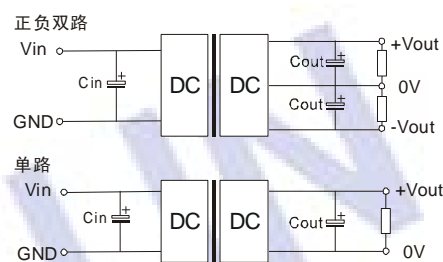 正负双路
Vin
+Vout
Cin
+
DC
DC
Cout
+
0V
Cout
+
GND
-Vout
单路
Vin
+Vout
Cin
+
DC
DC
Cout
+
GND
0V